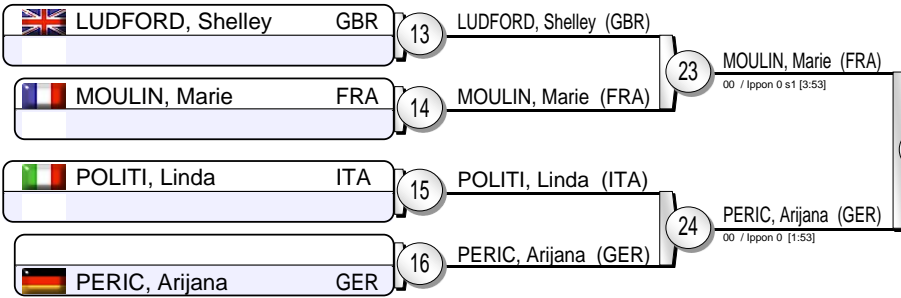 LUDFORD, Shelley GBR
13
LUDFORD, Shelley (GBR)
23
MOULIN, Marie (FRA)
00 / Ippon 0 s1 [3:53]
MOULIN, Marie FRA
14
MOULIN, Marie (FRA)
POLITI, Linda ITA
15
POLITI, Linda (ITA)
24
PERIC, Arijana (GER)
00 / Ippon 0 [1:53]
PERIC, Arijana GER
16
PERIC, Arijana (GER)